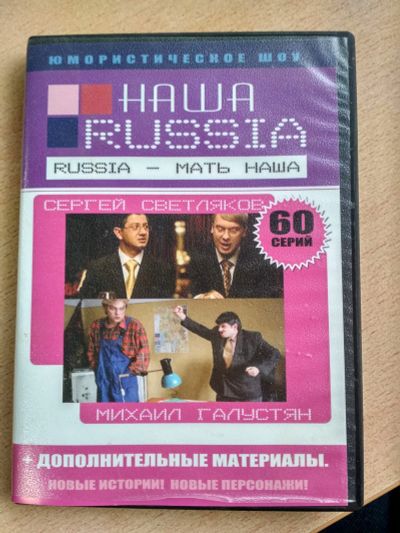 ЮМОРИСТИЧЕСКОЕ ШОУ
НАША
RUSSIA
RUSSIA – МАТЬ НАША
СЕРГЕЙ СВЕТЛЯКОВ
60
СЕРИЙ
МИХАИЛ ГАЛУСТЯН
+ ДОПОЛНИТЕЛЬНЫЕ МАТЕРИАЛЫ.
НОВЫЕ ИСТОРИИ! НОВЫЕ ПЕРСОНАЖИ!